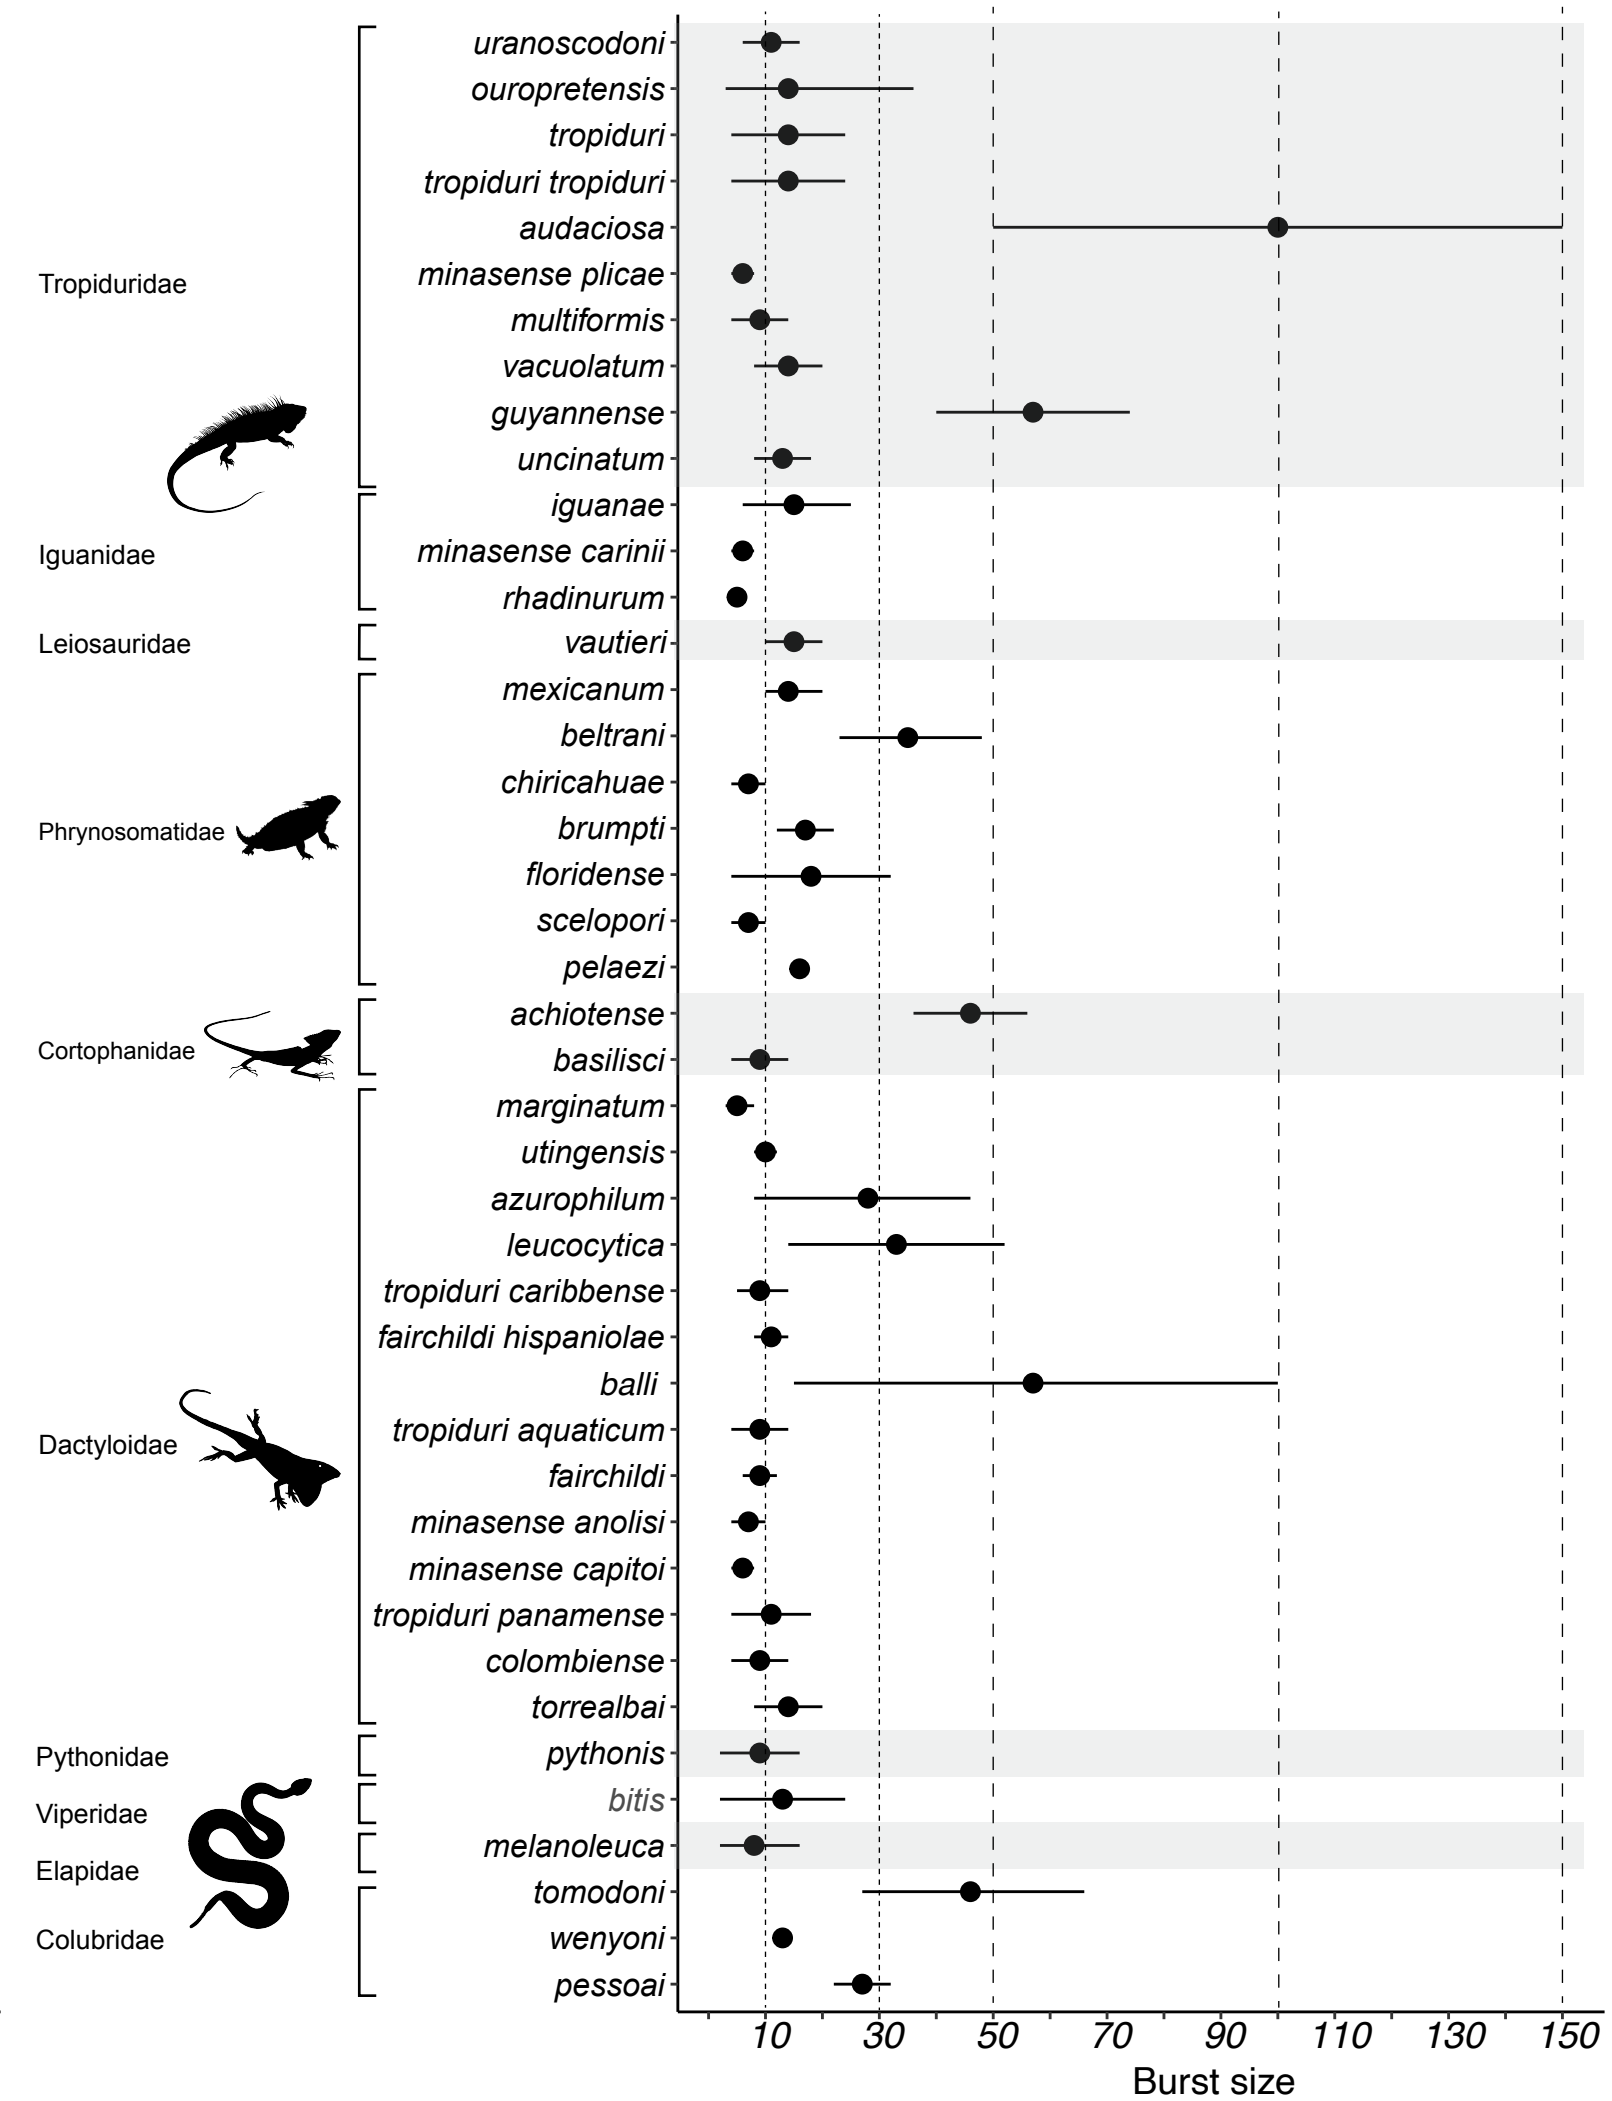 uranoscodoni
ouropretensis
tropiduri
tropiduri tropiduri
audaciosa
Tropiduridae
minasense plicae
multiformis
vacuolatum
guyannense
uncinatum
iguanae
Iguanidae
minasense carinii
rhadinurum
Leiosauridae
vautieri
mexicanum
beltrani
chiricahuae
Phrynosomatidae
brumpti
floridense
scelopori
pelaezi
achiotense
Cortophanidae
basilisci
marginatum
utingensis
azurophilum
leucocytica
tropiduri caribbense
fairchildi hispaniolae
balli
tropiduri aquaticum
Dactyloidae
fairchildi
minasense anolisi
minasense capitoi
tropiduri panamense
colombiense
torrealbai
Pythonidae
pythonis
Viperidae
bitis
Elapidae
melanoleuca
tomodoni
Colubridae
wenyoni
pessoai
10 30 50 70 90 110 130 150
Burst size